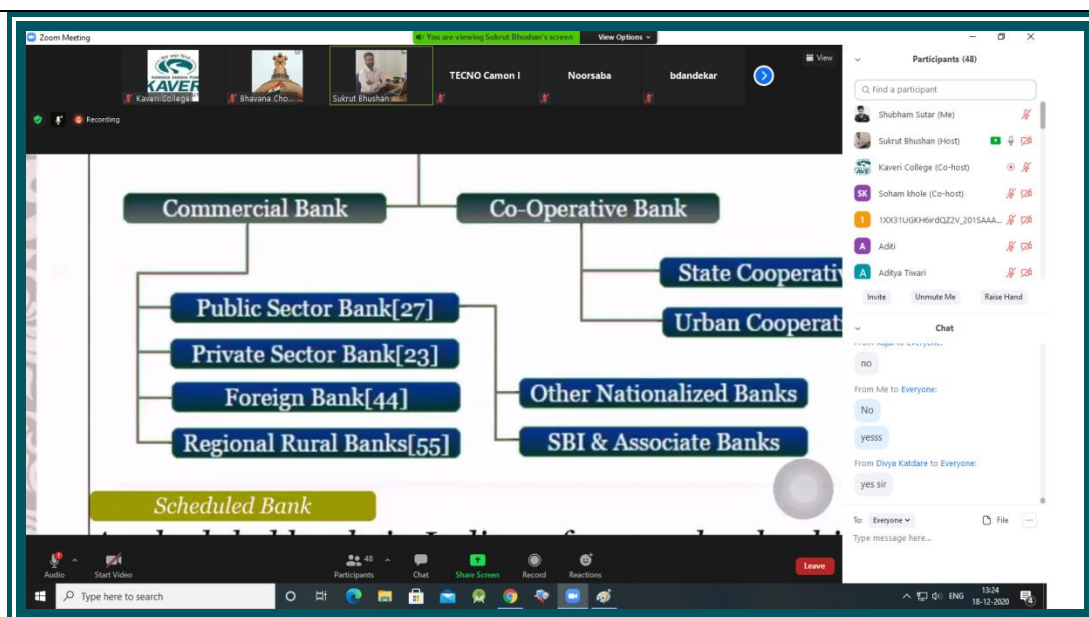 Zoom Meeting
You are viewing Sukrut Bhushan's screen
View Options
View
KAVERI
Kaveri College
Bhavana Cho...
Sukrut Bhushan
TECNO Camon I
Noorsaba
bdandekar
Recording
Commercial Bank
Co-Operative Bank
State Cooperativ
Urban Cooperat
Public Sector Bank[27]
Private Sector Bank[23]
Foreign Bank[44]
Regional Rural Banks[55]
Other Nationalized Banks
SBI & Associate Banks
Scheduled Bank
Participants (48)
Find a participant
Shubham Sutar (Me)
Sukrut Bhushan (Host)
Kaveri College (Co-host)
SK
Soham khole (Co-host)
1
A
Aditi
A
Aditya Tiwari
Invite
Unmute Me
Raise Hand
Chat
no
From Me to Everyone:
No
yesss
From Divya Katdare to Everyone:
yes sir
To: Everyone
File
Type message here...
Audio
Start Video
48
Participants
Chat
Share Screen
Record
Reactions
Leave
Type here to search
ENG
13:24
18-12-2020
4